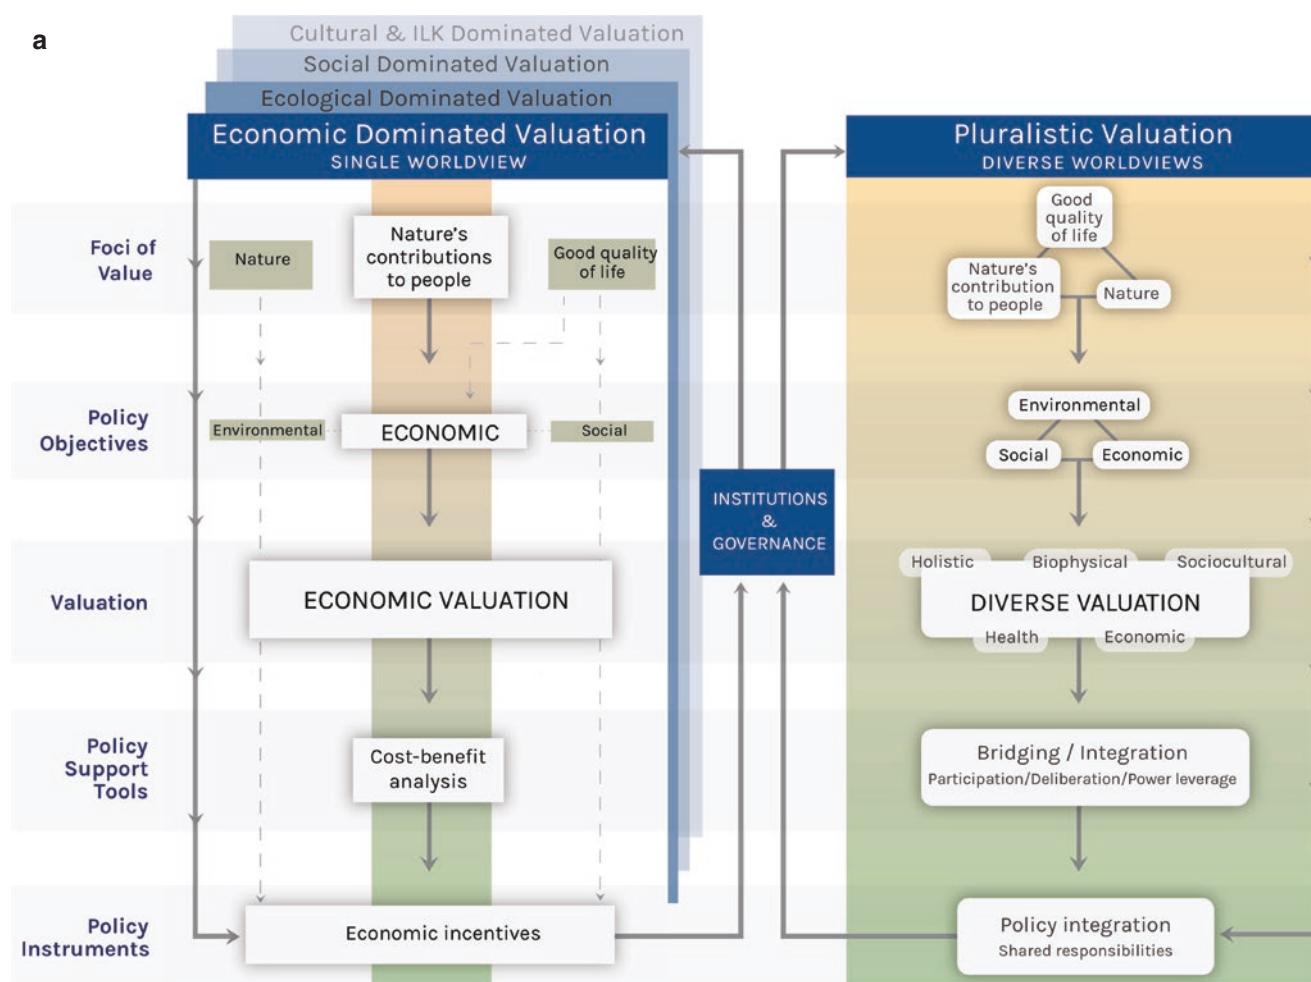 a
Cultural & ILK Dominated Valuation
Social Dominated Valuation
Ecological Dominated Valuation
Economic Dominated Valuation
SINGLE WORLDVIEW
Pluralistic Valuation
DIVERSE WORLDVIEWS
Foci of
Value
Nature
Nature's
contributions
to people
Good quality
of life
Good
quality
of life
Nature's
contribution
to people
Nature
Policy
Objectives
Environmental
ECONOMIC
Social
Environmental
Social
Economic
INSTITUTIONS
&
GOVERNANCE
Valuation
ECONOMIC VALUATION
Holistic
Biophysical
Sociocultural
DIVERSE VALUATION
Health
Economic
Policy
Support
Tools
Cost-benefit
analysis
Bridging / Integration
Participation/Deliberation/Power leverage
Policy
Instruments
Economic incentives
Policy integration
Shared responsibilities